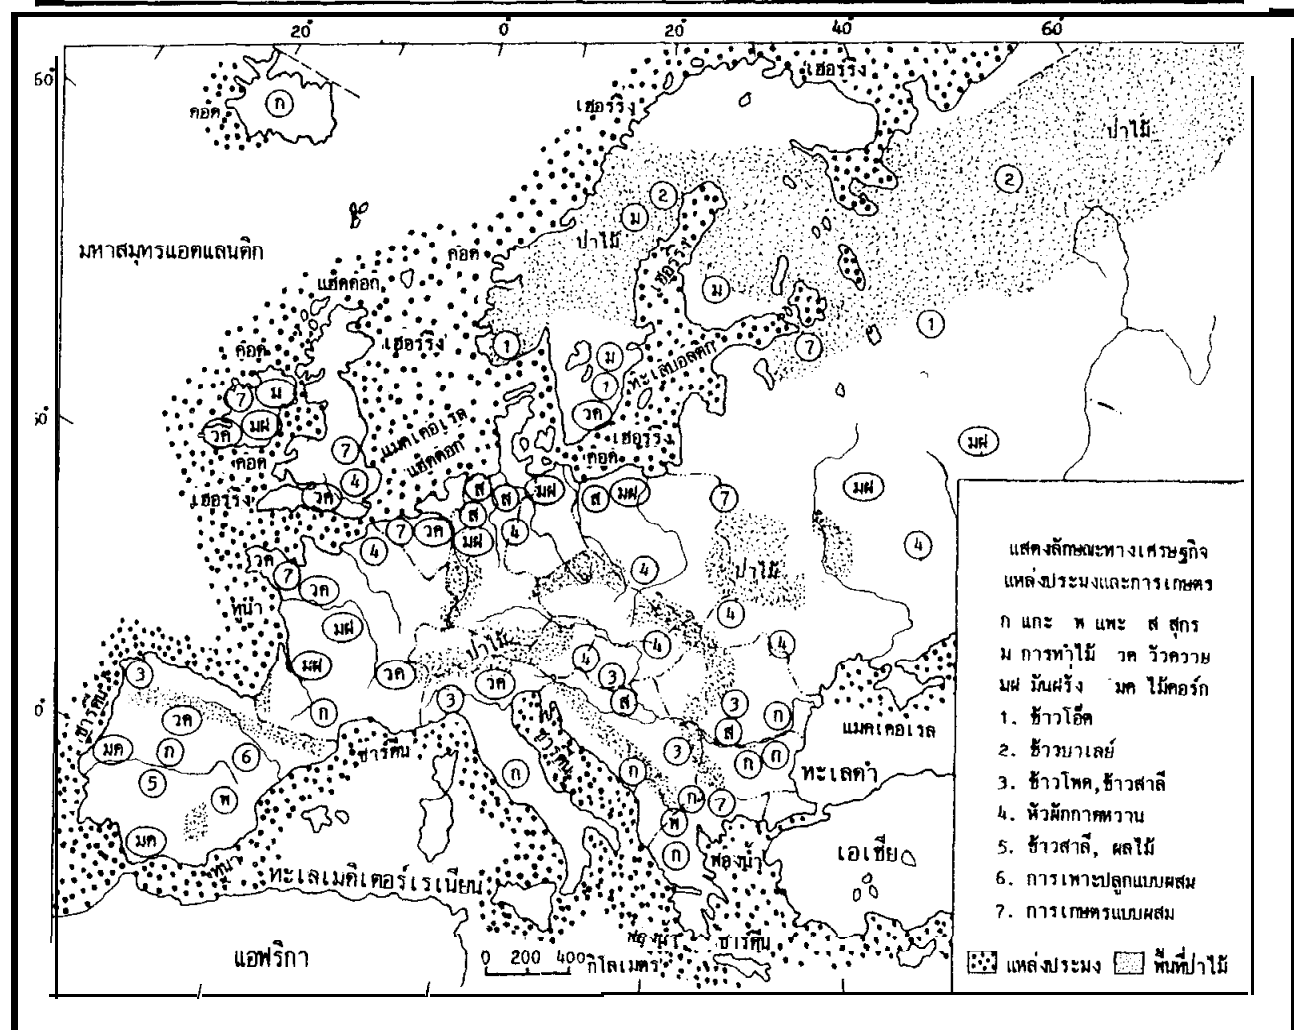 20° 0° 20° 40° 60°
60°
เฮอร์ริง
เฮอร์ริง
ก
คอด
ป่าไม้
2
2
ม
ป่าไม้
คอด
มหาสมุทรแอตแลนติก
เฮอร์ริง
แฮดดอก
ม
1
เฮอร์ริง
1
7
คอด
ม
ทะเลบอลติก
1
7 ม
วค
วค มฝ
แมคเคอเรล
เฮอร์ริง
มฝ
คอด
7
แฮดดอก
คอด
4
เฮอร์ริง
วค
ส ส มฝ ส มฝ 7
มฝ
ส
4 7 วค มฝ 4
4
วค
7 วค
4
ป่าไม้
ทูน่า
มฝ
4
4
ป่าไม้
4 4
มฝ
วค
3
วค
3
3
ส
ก
3 ก
ซาร์ดีน
วค
ส
แมคเคอเรล
มค ก 6
ซาร์ดีน
ซาร์ดีน
3
ก ก
ทะเลดำ
5
ก
ก
พ
ก 7
พ
มค
ก
ทูน่า
ฟองน้ำ
เอเซีย
ทะเลเมดิเตอร์เรเนียน
ฟองน้ำ ซาร์ดีน
แอฟริกา
0 200 400 กิโลเมตร
แสดงลักษณะทางเศรษฐกิจ
แหล่งประมงและการเกษตร
ก แกะ พ แพะ ส สุกร
ม การทำไม้ วค วัวควาย
มฝ มันฝรั่ง มค ไม้คอร์ก
1. ข้าวโอ๊ต
2. ข้าวบาเลย์
3. ข้าวโพด,ข้าวสาลี
4. หัวผักกาดหวาน
5. ข้าวสาลี, ผลไม้
6. การเพาะปลูกแบบผสม
7. การเกษตรแบบผสม
แหล่งประมง พื้นที่ป่าไม้